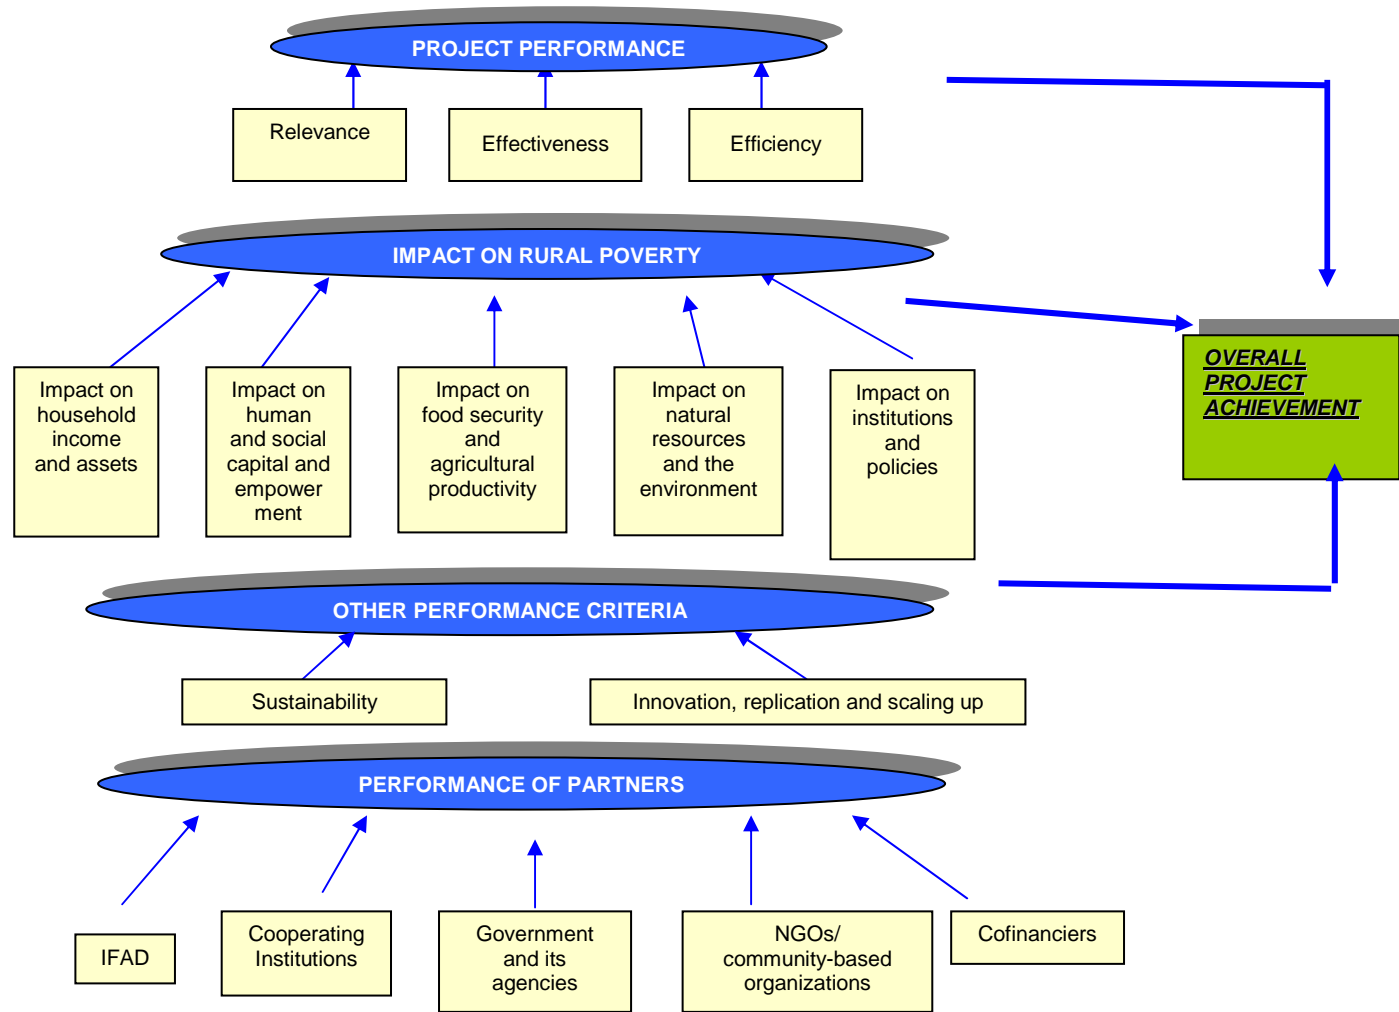 PROJECT PERFORMANCE
Relevance
Effectiveness
Efficiency
IMPACT ON RURAL POVERTY
Impact on
household
income
and assets
Impact on
human
and social
capital and
empower
ment
Impact on
food security
and
agricultural
productivity
Impact on
natural
resources
and the
environment
Impact on
institutions
and
policies
OVERALL
PROJECT
ACHIEVEMENT
OTHER PERFORMANCE CRITERIA
Sustainability
Innovation, replication and scaling up
PERFORMANCE OF PARTNERS
IFAD
Cooperating
Institutions
Government
and its
agencies
NGOs/
community-based
organizations
Cofinanciers